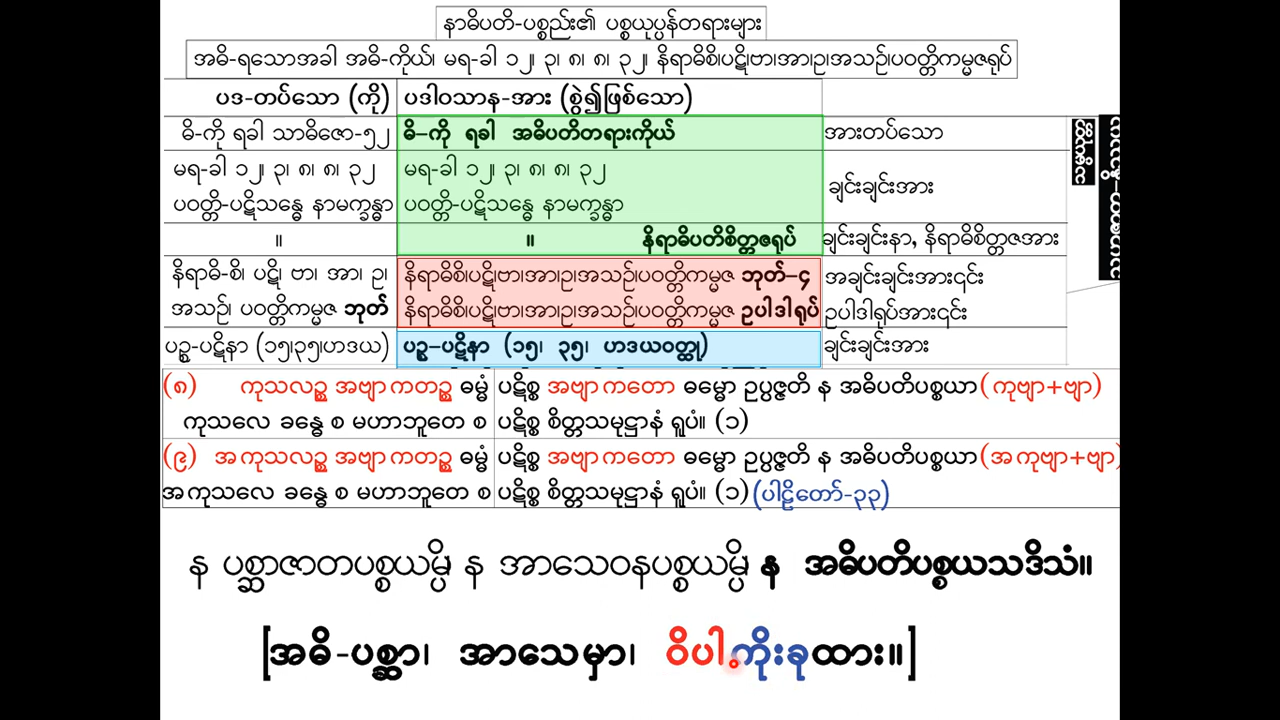 နာဓိပတိ-ပစ္စည်း၏ ပစ္စယုပ္ပန်တရားများ
အဓိ-ရသောအခါ အဓိ-ကိုယ်၊ မရ-ခါ ၁၂၊ ၃၊ ၈၊ ၈၊ ၃၂၊ နိရာဓိစိ၊ပဋိ၊ဗာ၊အာ၊ဥ၊အသဉ်၊ပဝတ္တိကမ္မဇရုပ်
ပဒ-တပ်သော (ကို) ပဒါဝသာန-အား (စွဲ၍ဖြစ်သော)
ဓိ-ကို ရခါ သာဓိဇော-၅၂ ဓိ-ကို ရခါ အဓိပတိတရားကိုယ် အားတပ်သော
မရ-ခါ ၁၂၊ ၃၊ ၈၊ ၈၊ ၃၂ မရ-ခါ ၁၂၊ ၃၊ ၈၊ ၈၊ ၃၂
ပဝတ္တိ-ပဋိသန္ဓေ နာမက္ခန္ဓာ ပဝတ္တိ-ပဋိသန္ဓေ နာမက္ခန္ဓာ ချင်းချင်းအား
။ ။ နိရာဓိပတိစိတ္တဇရုပ် ချင်းချင်းနာ, နိရာဓိစိတ္တဇအား
နိရာဓိ-စိ၊ ပဋိ၊ ဗာ၊ အာ၊ ဥ၊ နိရာဓိစိ၊ပဋိ၊ဗာ၊အာ၊ဥ၊အသဉ်၊ပဝတ္တိကမ္မဇ ဘုတ်-၄ အချင်းချင်းအား၎င်း
အသဉ်၊ ပဝတ္တိကမ္မဇ ဘုတ် နိရာဓိစိ၊ပဋိ၊ဗာ၊အာ၊ဥ၊အသဉ်၊ပဝတ္တိကမ္မဇ ဥပါဒါရုပ် ဥပါဒါရုပ်အား၎င်း
ပဉ္စ-ပဋိနာ (၁၅၊၃၅၊ဟဒယ) ပဉ္စ-ပဋိနာ (၁၅၊ ၃၅၊ ဟဒယဝတ္ထု) ချင်းချင်းအား
(၈) ကုသလဉ္စ အဗျာကတဉ္စ ဓမ္မံ ပဋိစ္စ အဗျာကတော ဓမ္မော ဥပ္ပဇ္ဇတိ န အဓိပတိပစ္စယာ(ကုဗျာ+ဗျာ)
ကုသလေ ခန္ဓေ စ မဟာဘူတေ စ ပဋိစ္စ စိတ္တသမုဋ္ဌာနံ ရူပံ။ (၁)
(၉) အကုသလဉ္စ အဗျာကတဉ္စ ဓမ္မံ ပဋိစ္စ အဗျာကတော ဓမ္မော ဥပ္ပဇ္ဇတိ န အဓိပတိပစ္စယာ(အကုဗျာ+ဗျာ)
အကုသလေ ခန္ဓေ စ မဟာဘူတေ စ ပဋိစ္စ စိတ္တသမုဋ္ဌာနံ ရူပံ။ (၁) (ပါဠိတော်-၃၃)
န ပစ္ဆာဇာတပစ္စယမ္ပိ၊ န အာသေဝနပစ္စယမ္ပိ၊ န အဓိပတိပစ္စယသဒိသံ။
[အဓိ-ပစ္ဆာ၊ အာသေမှာ၊ ဝိပါ,ကိုးခုထား။]